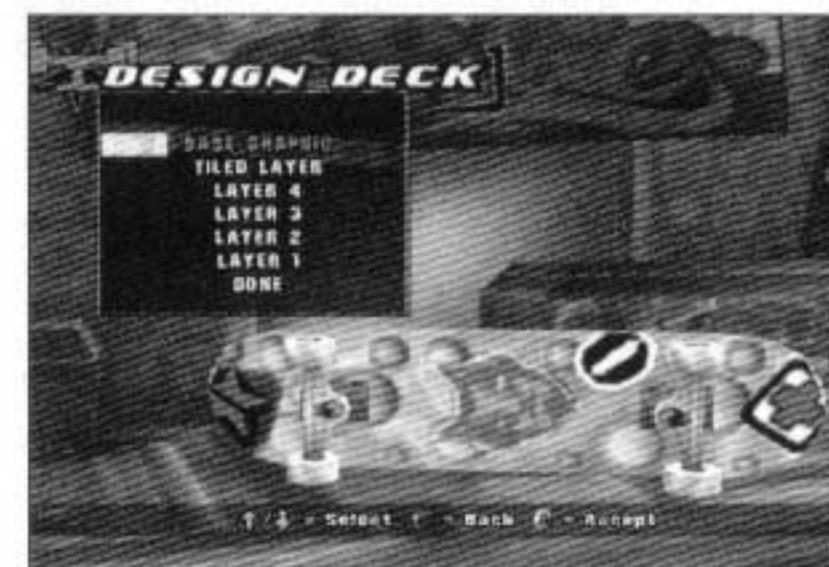 DESIGN DECK
BASE GRAPHIC
TILED LAYER
LAYER 4
LAYER 3
LAYER 2
LAYER 1
DONE
= Select = Back = Accept